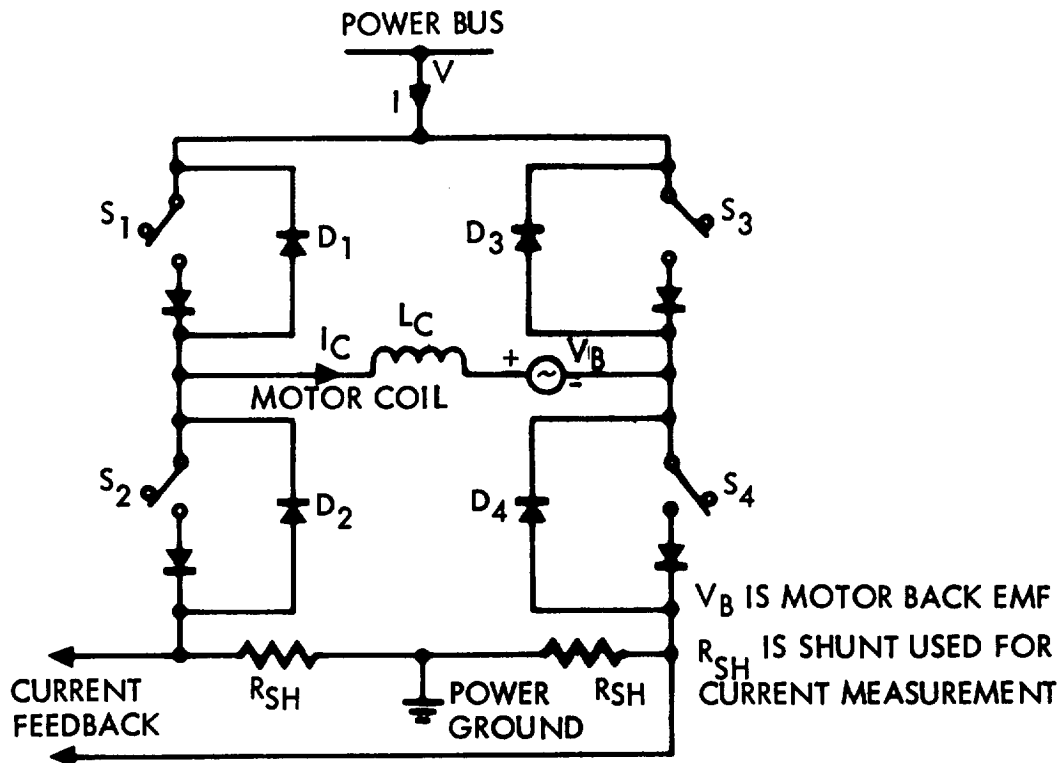 POWER BUS
V
I
S1
D1
D3
S3
IC
LC
+
VB
-
MOTOR COIL
S2
D2
D4
S4
VB IS MOTOR BACK EMF
RSH IS SHUNT USED FOR
CURRENT MEASUREMENT
RSH
RSH
CURRENT
FEEDBACK
POWER
GROUND